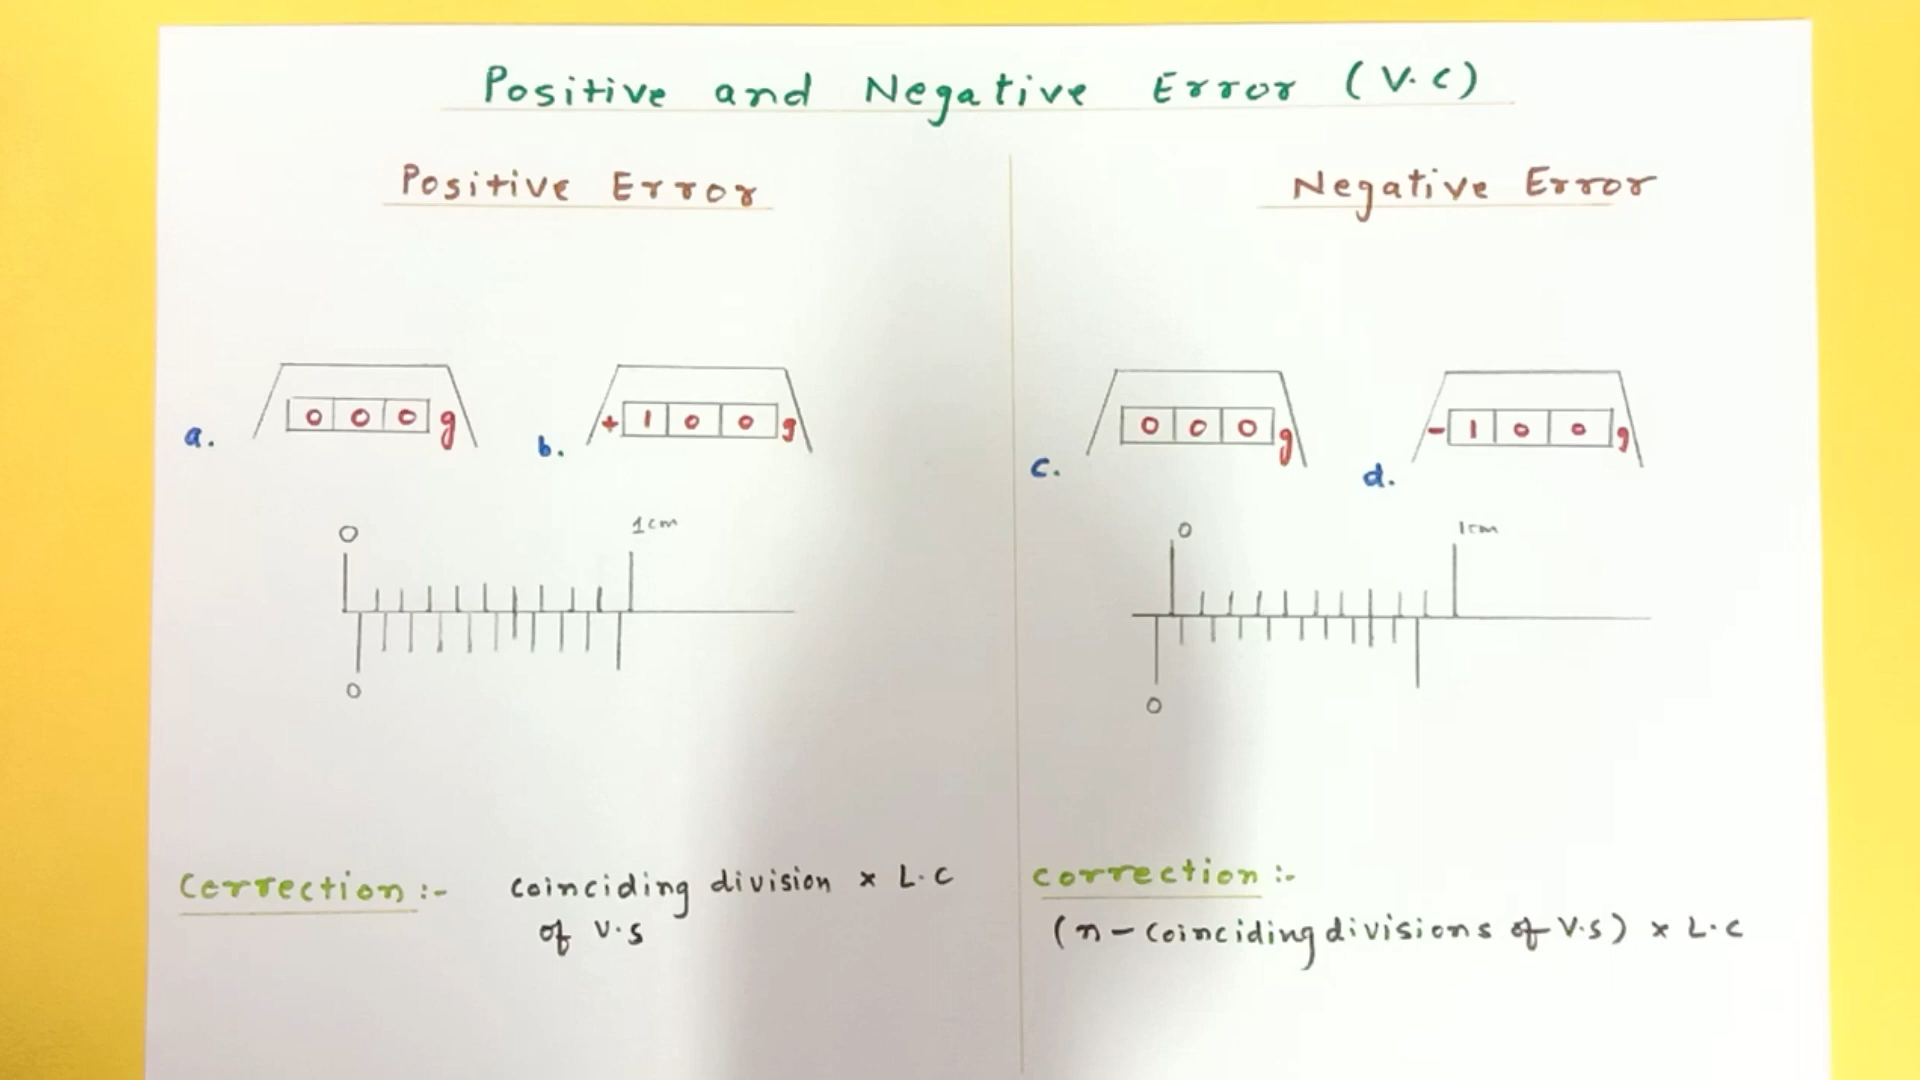 Positive and Negative Error (V.C)
Positive Error
a.
0 0 0 g
b.
+ 1 0 0 g
0
1cm
0
Cerrection :- Coinciding division × L.C
of V.S
Negative Error
c.
0 0 0 g
d.
- 1 0 0 g
0
1cm
0
Correction :-
(n - Coinciding divisions of V.S) × L.C